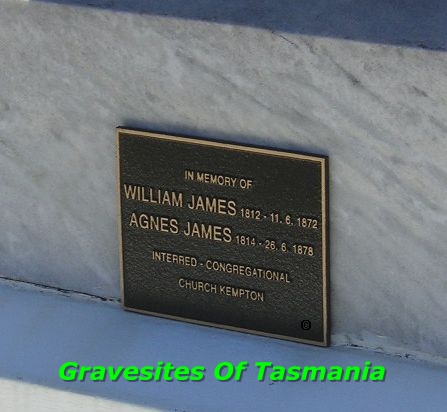 IN MEMORY OF
WILLIAM JAMES 1812 - 11. 6. 1872
AGNES JAMES 1814 - 26. 6. 1878
INTERRED - CONGREGATIONAL
CHURCH KEMPTON
Gravesites Of Tasmania